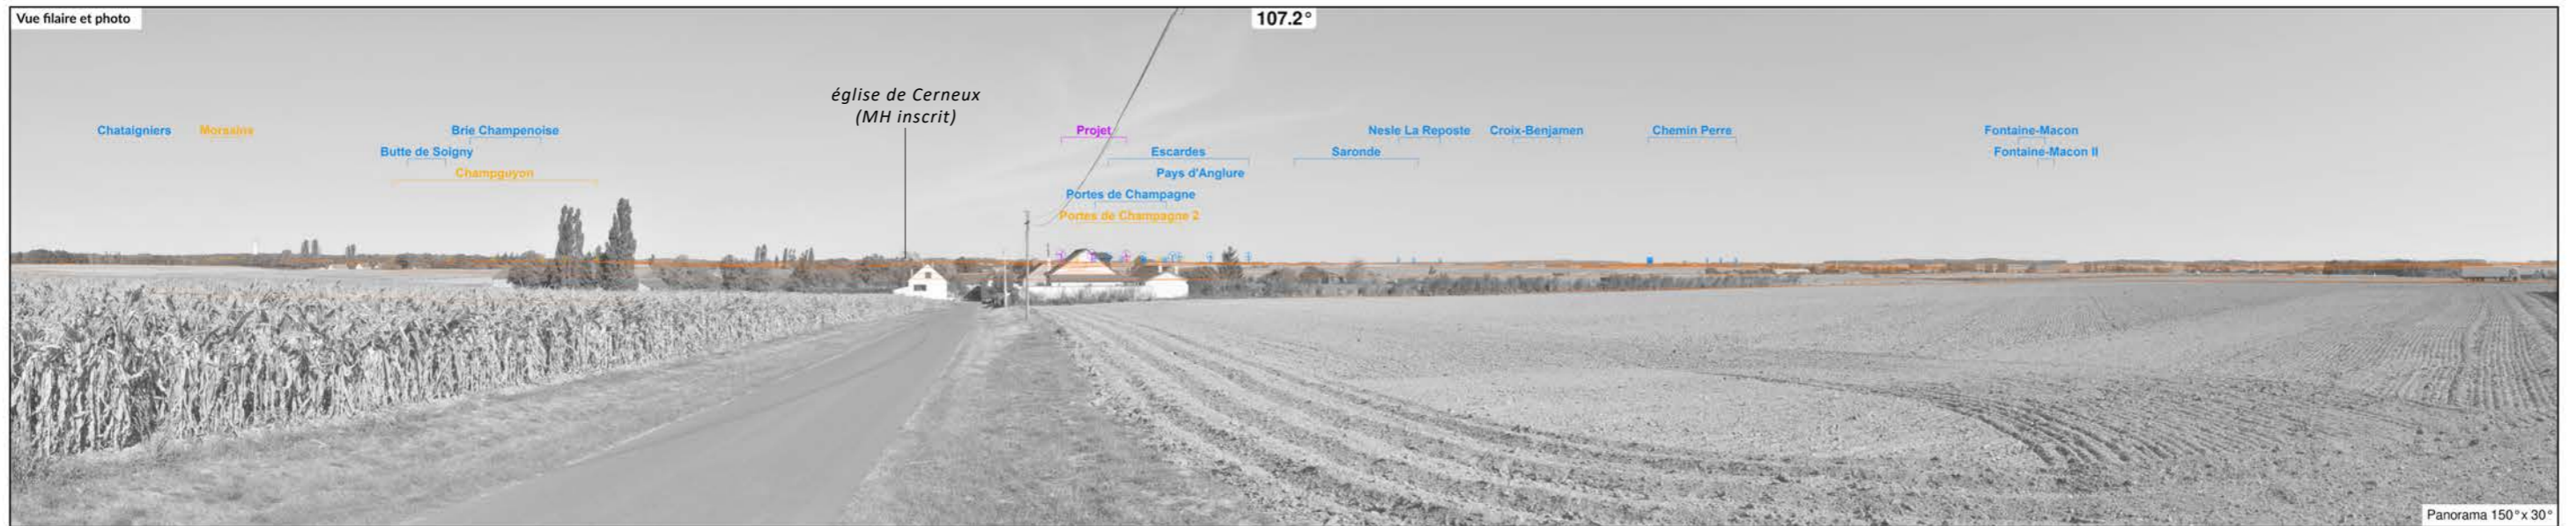 Vue filaire et photo
107.2°
église de Cerneux
(MH inscrit)
Chataigniers
Morsains
Brie Champenoise
Projet
Nesle La Reposte
Croix-Benjamen
Chemin Perre
Fontaine-Macon
Butte de Soigny
Escardes
Saronde
Fontaine-Macon II
Champguyon
Pays d'Anglure
Portes de Champagne
Portes de Champagne 2
Panorama 150°x 30°